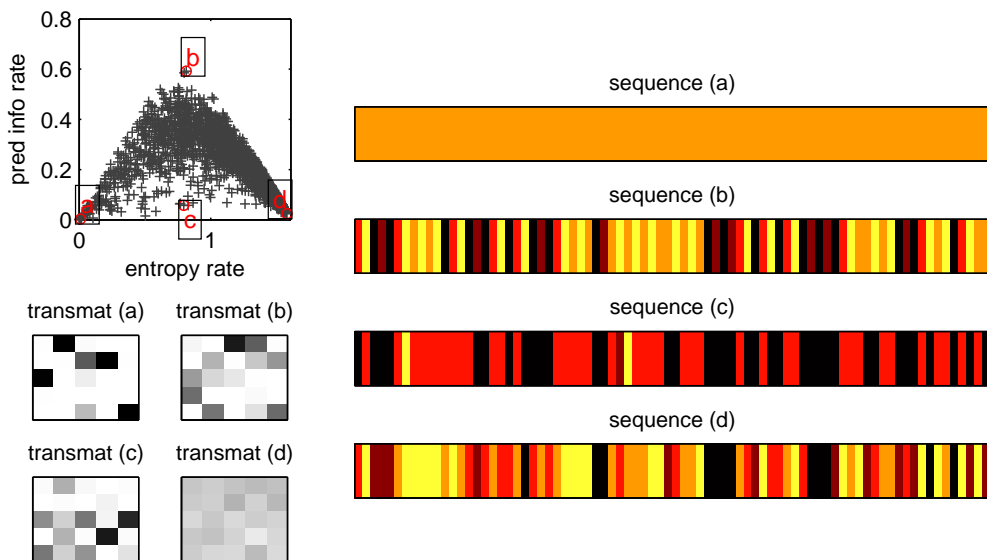 0.8
0.6
0.4
0.2
0
0
1
pred info rate
entropy rate
b
a
c
d
transmat (a)
transmat (b)
transmat (c)
transmat (d)
sequence (a)
sequence (b)
sequence (c)
sequence (d)